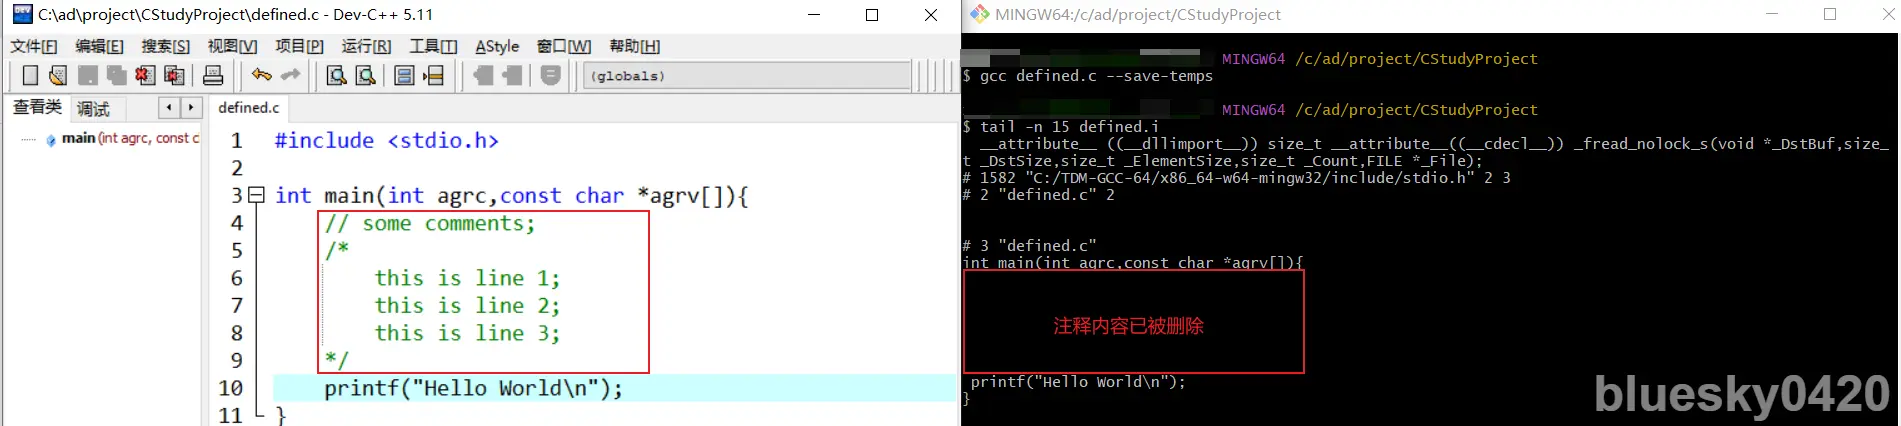 C:\ad\project\CStudyProject\defined.c - Dev-C++ 5.11
文件[F] 编辑[E] 搜索[S] 视图[V] 项目[P] 运行[R] 工具[T] AStyle 窗口[W] 帮助[H]
(globals)
查看类 调试
main (int agrc, const c
defined.c
1 #include <stdio.h>
2
3 int main(int agrc,const char *agrv[]){
4 // some comments;
5 /*
6 this is line 1;
7 this is line 2;
8 this is line 3;
9 */
10 printf("Hello World\n");
11 }
MINGW64:/c/ad/project/CStudyProject
MINGW64 /c/ad/project/CStudyProject
$ gcc defined.c --save-temps
MINGW64 /c/ad/project/CStudyProject
$ tail -n 15 defined.i
__attribute__ ((__dllimport__)) size_t __attribute__((__cdecl__)) _fread_nolock_s(void *_DstBuf,size_
t _DstSize,size_t _ElementSize,size_t _Count,FILE *_File);
# 1582 "C:/TDM-GCC-64/x86_64-w64-mingw32/include/stdio.h" 2 3
# 2 "defined.c" 2
# 3 "defined.c"
int main(int agrc,const char *agrv[]){
注释内容已被删除
printf("Hello World\n");
}
bluesky0420